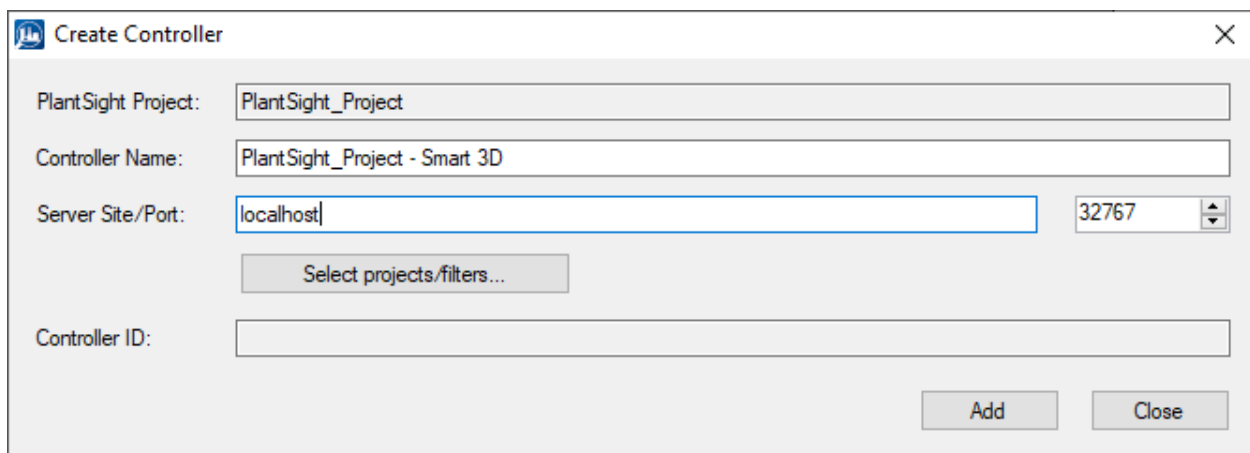 Create Controller
PlantSight Project: PlantSight_Project
Controller Name: PlantSight_Project - Smart 3D
Server Site/Port: localhost 32767
Select projects/filters...
Controller ID:
Add Close